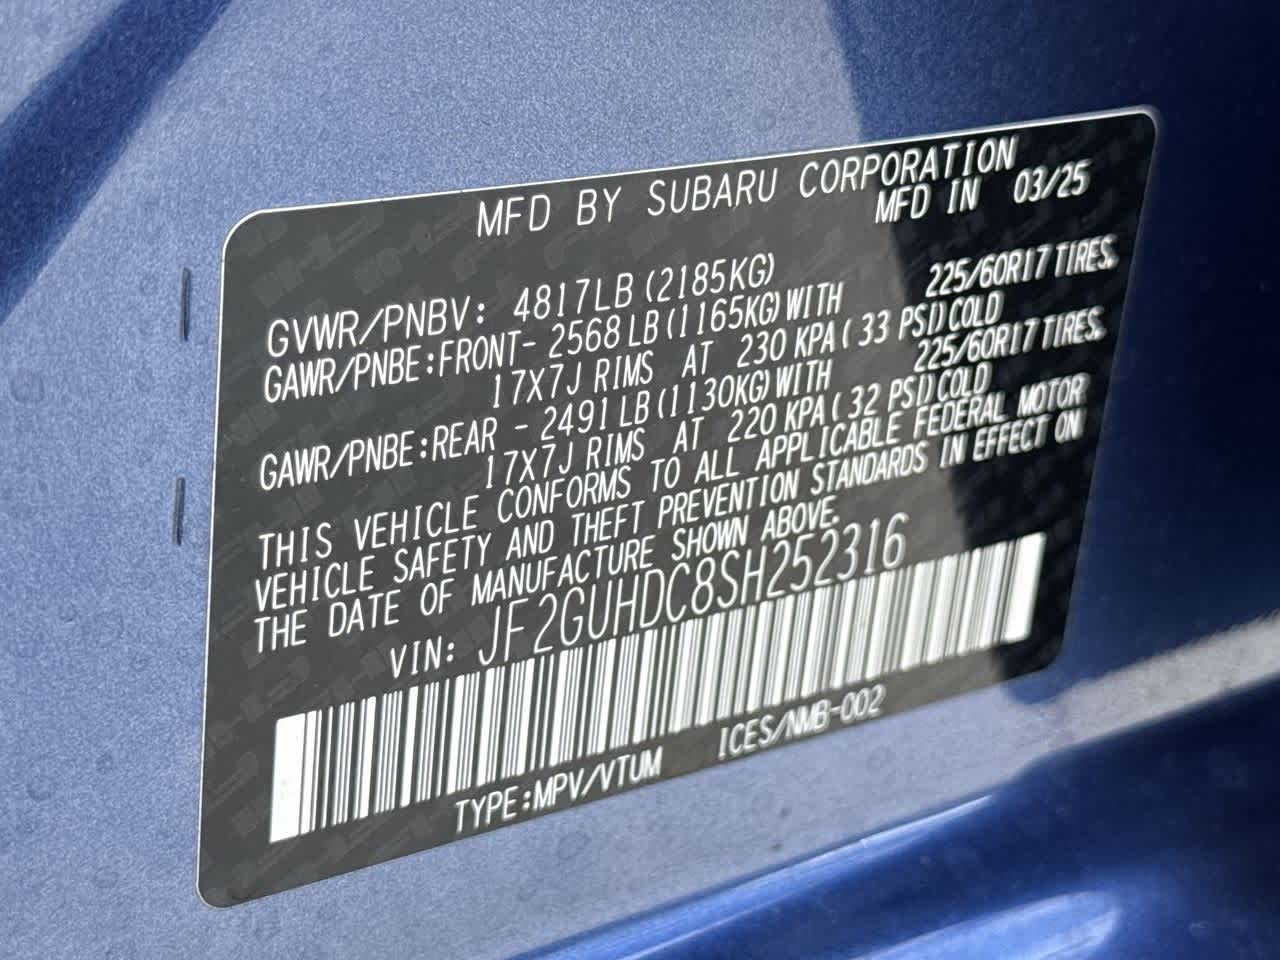 MFD BY SUBARU CORPORATION
MFD IN 03/25
GVWR/PNBV: 4817LB (2185KG)
GAWR/PNBE:FRONT- 2568 LB (1165KG) WITH 225/60R17 TIRES.
17X7J RIMS AT 230 KPA ( 33 PSI) COLD
GAWR/PNBE:REAR - 2491 LB (1130KG) WITH 225/60R17 TIRES.
17X7J RIMS AT 220 KPA ( 32 PSI) COLD
THIS VEHICLE CONFORMS TO ALL APPLICABLE FEDERAL MOTOR
VEHICLE SAFETY AND THEFT PREVENTION STANDARDS IN EFFECT ON
THE DATE OF MANUFACTURE SHOWN ABOVE.
VIN: JF2GUHDC8SH252316
TYPE:MPV/VTUM ICES/NMB-002